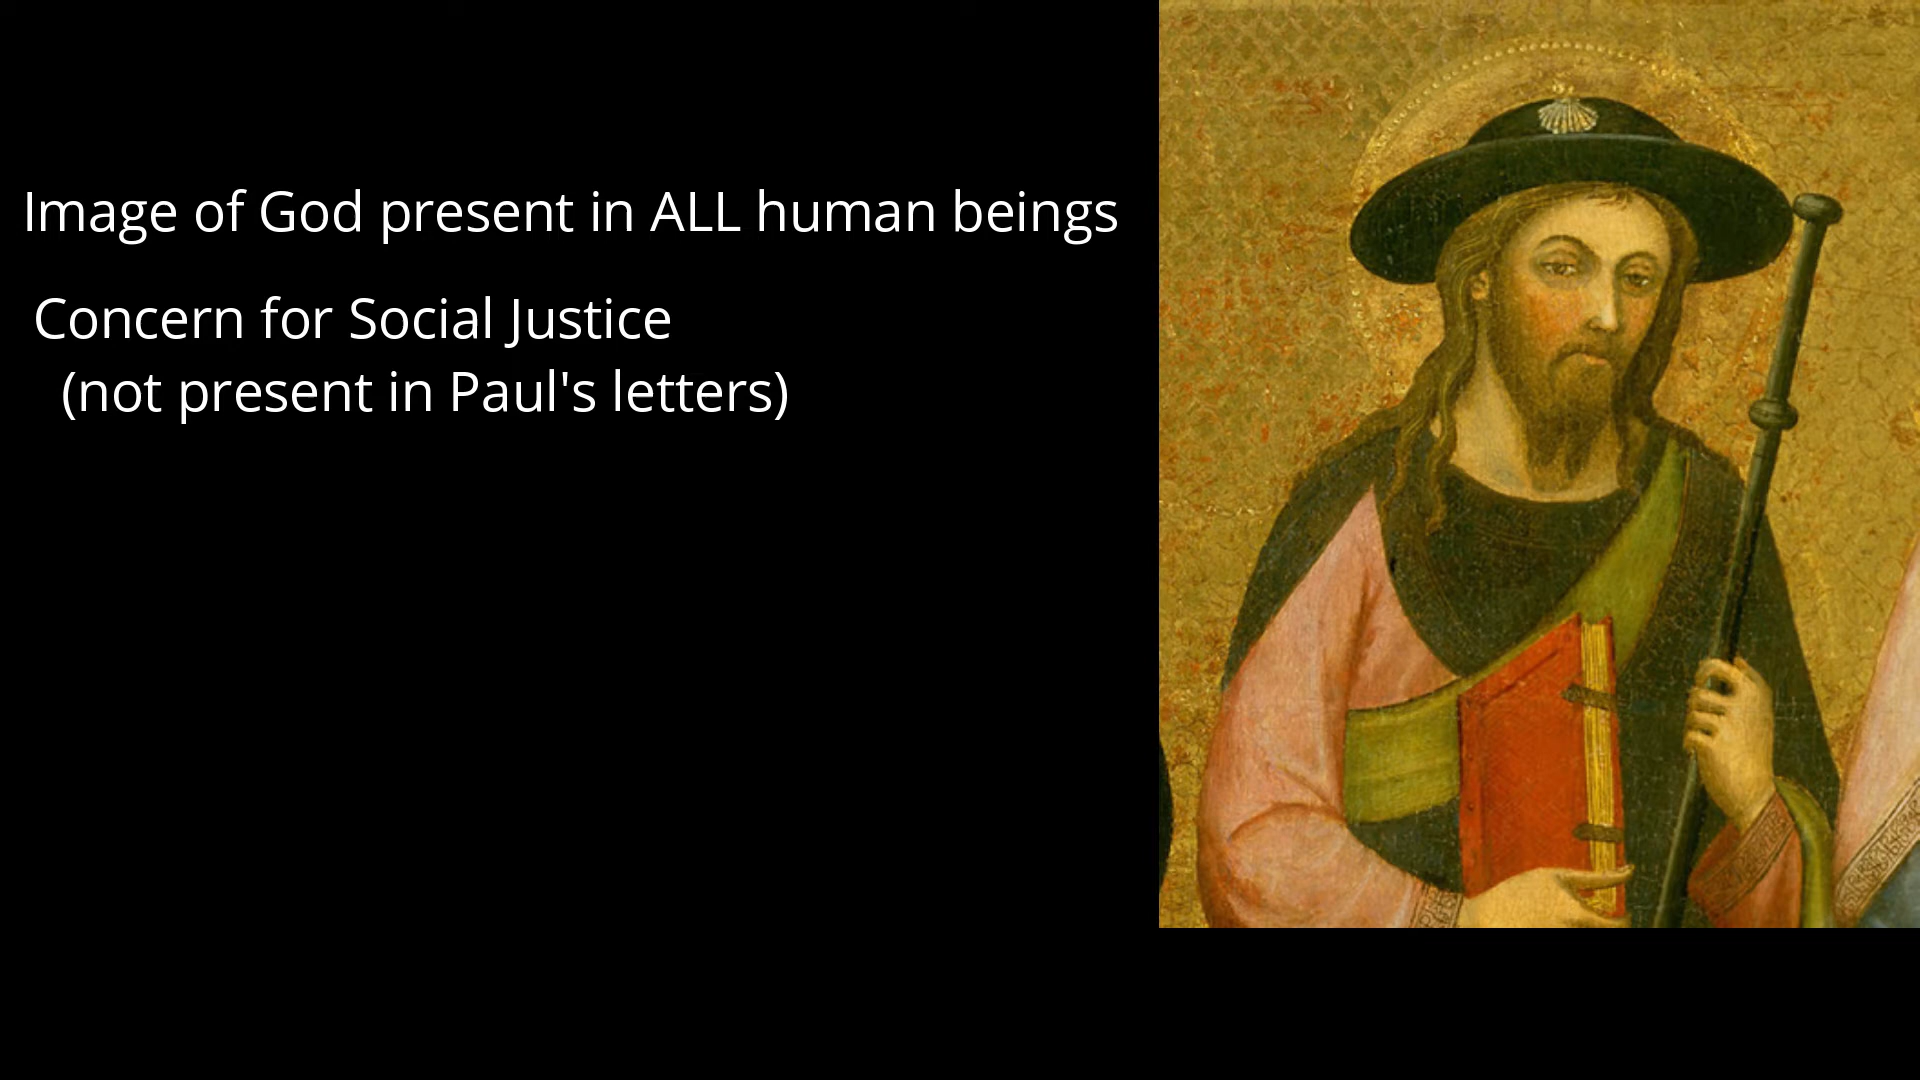 Image of God present in ALL human beings
Concern for Social Justice
(not present in Paul's letters)